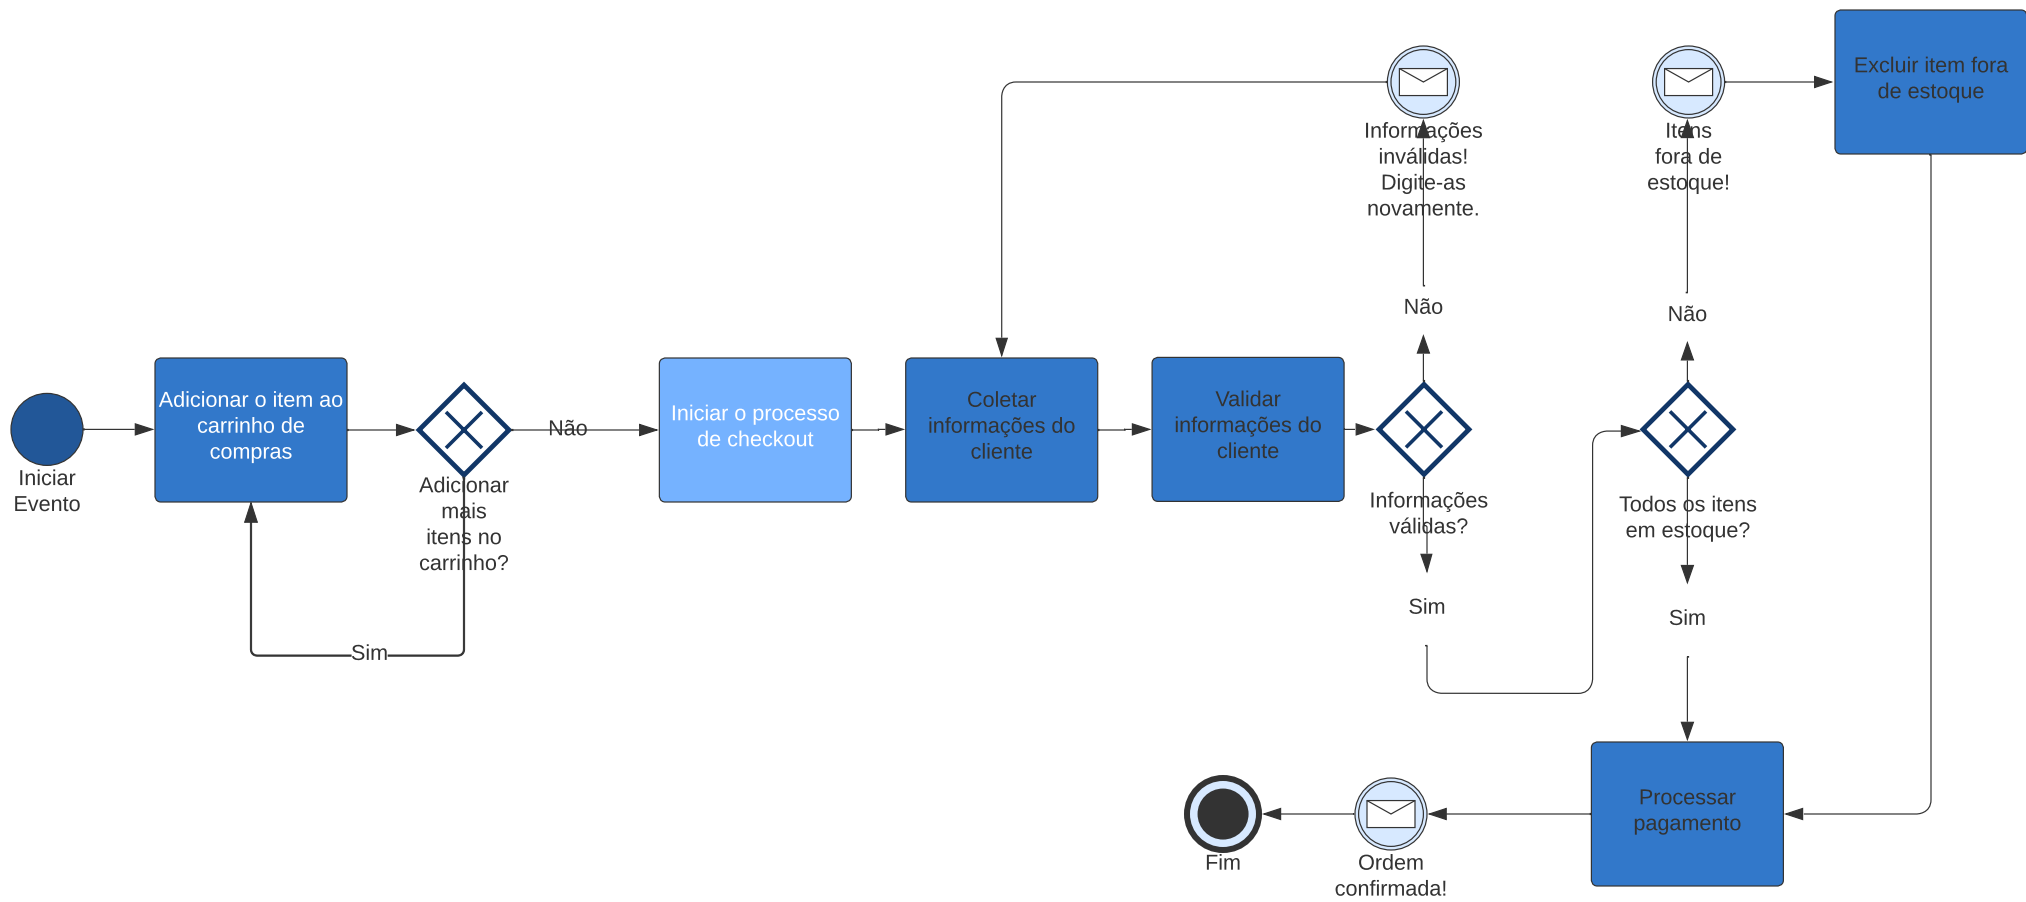 Iniciar
Evento
Adicionar o item ao
carrinho de
compras
Adicionar
mais
itens no
carrinho?
Sim
Não
Iniciar o processo
de checkout
Coletar
informações do
cliente
Validar
informações do
cliente
Informações
válidas?
Não
Informações
inválidas!
Digite-as
novamente.
Sim
Todos os itens
em estoque?
Não
Itens
fora de
estoque!
Excluir item fora
de estoque
Sim
Processar
pagamento
Ordem
confirmada!
Fim